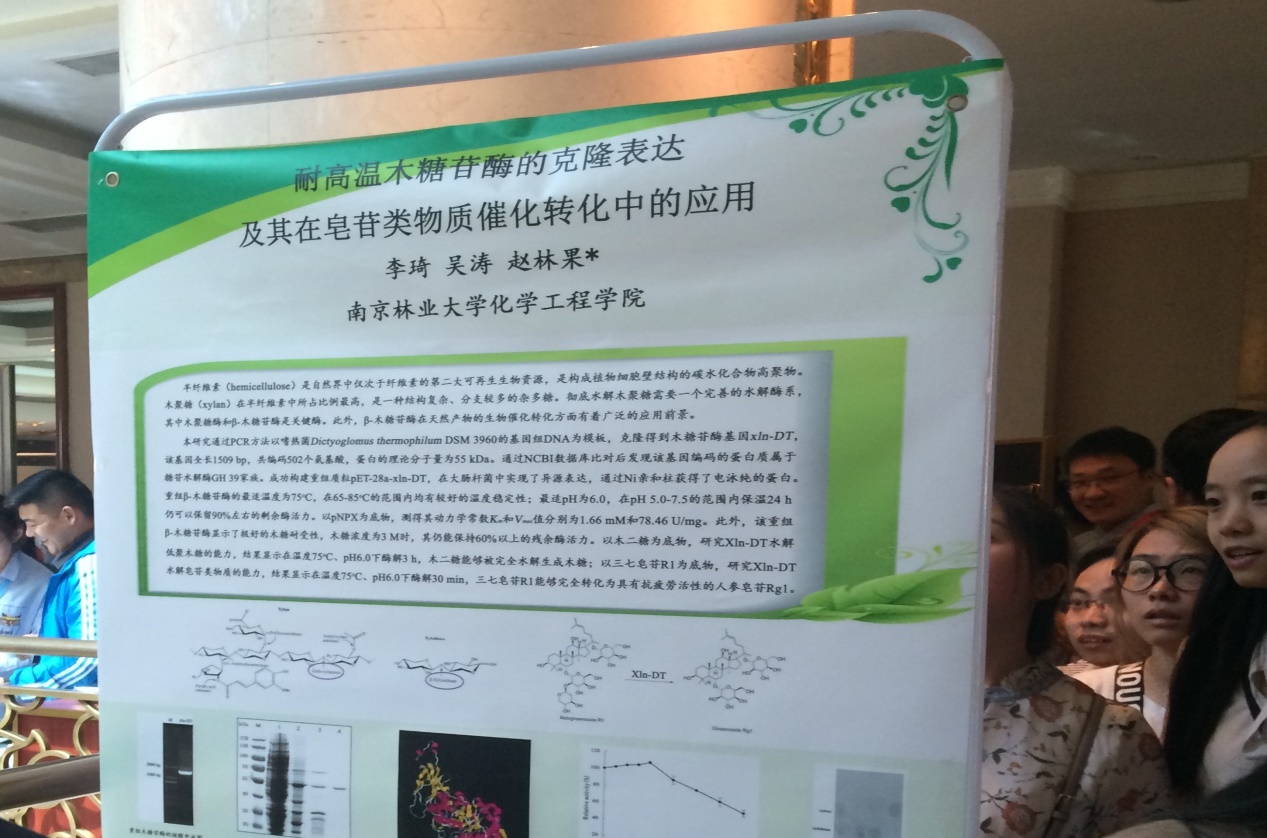 耐高温木糖苷酶的克隆表达
及其在皂苷类物质催化转化中的应用
李琦 吴涛 赵林果*
南京林业大学化学工程学院
半纤维素（hemicellulose）是自然界中仅次于纤维素的第二大可再生生物资源，是构成植物细胞壁结构的碳水化合物高聚物。
木聚糖（xylan）在半纤维素中所占比例最高，是一种结构复杂、分支较多的杂多糖。彻底水解木聚糖需要一个完善的水解酶系，
其中木聚糖酶和β-木糖苷酶是关键酶。此外，β-木糖苷酶在天然产物的生物催化转化方面有着广泛的应用前景。
本研究通过PCR方法以嗜热菌Dictyoglomus thermophilum DSM 3960的基因组DNA为模板，克隆得到木糖苷酶基因xln-DT，
该基因全长1509 bp，共编码502个氨基酸，蛋白的理论分子量为55 kDa。通过NCBI数据库比对后发现该基因编码的蛋白质属于
糖苷水解酶GH 39家族。成功构建重组质粒pET-28a-xln-DT，在大肠杆菌中实现了异源表达，通过Ni亲和柱获得了电泳纯的蛋白。
重组β-木糖苷酶的最适温度为75℃，在65-85℃的范围内均有较好的温度稳定性；最适pH为6.0，在pH 5.0-7.5的范围内保温24 h
仍可以保留90%左右的剩余酶活力。以pNPX为底物，测得其动力学常数Km和Vmax值分别为1.66 mM和78.46 U/mg。此外，该重组
β-木糖苷酶显示了极好的木糖耐受性，木糖浓度为3 M时，其仍能保持60%以上的残余酶活力。以木二糖为底物，研究Xln-DT水解
低聚木糖的能力，结果显示在温度75℃、pH6.0下酶解3 h，木二糖能够被完全水解生成木糖；以三七皂苷R1为底物，研究Xln-DT
水解皂苷类物质的能力，结果显示在温度75℃、pH6.0下酶解30 min，三七皂苷R1能够完全转化为具有抗疲劳活性的人参皂苷Rg1。
Xylan
Xln-DT
Notoginsenoside R1
Ginsenoside Rg1
Relative activity (%)
NOU